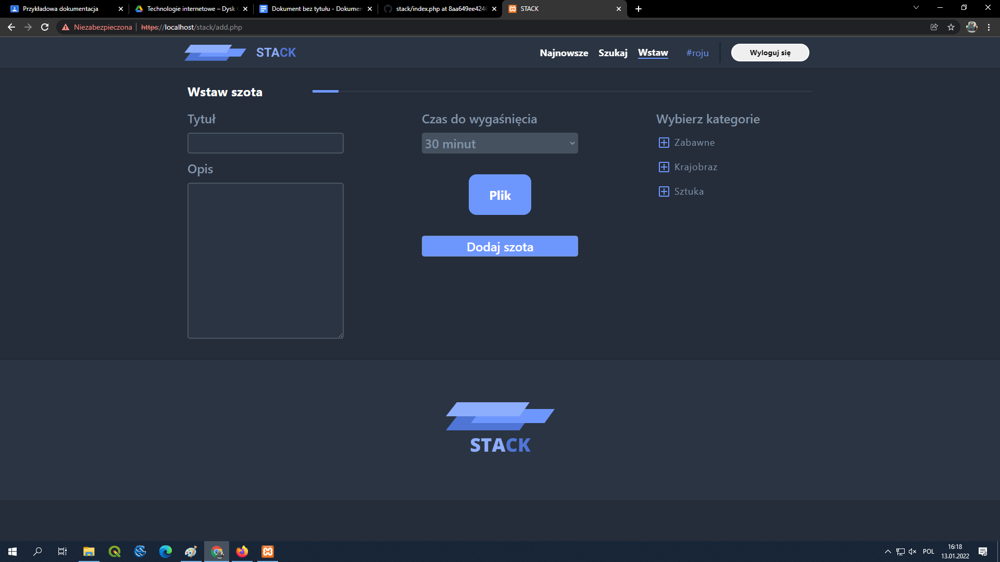 Przykładowa dokumentacja
Technologie internetowe – Dysk
Dokument bez tytułu - Dokumen
stack/index.php at 8aa649ee4246
STACK
Niezabezpieczona
https://localhost/stack/add.php
STACK
Najnowsze
Szukaj
Wstaw
#roju
Wyloguj się
Wstaw szota
Tytuł
Opis
Czas do wygaśnięcia
30 minut
Plik
Dodaj szota
Wybierz kategorie
Zabawne
Krajobraz
Sztuka
STACK
POL
16:18
13.01.2022